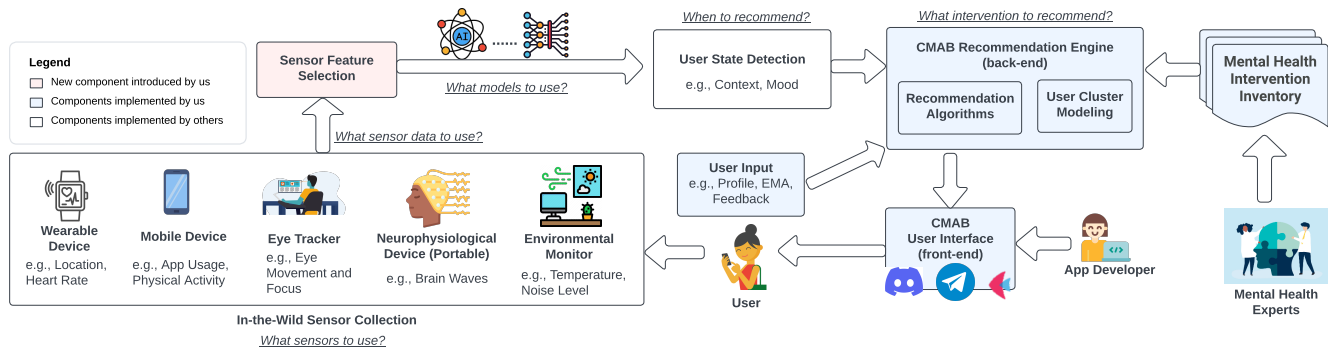 When to recommend?
What intervention to recommend?
Legend
New component introduced by us
Components implemented by us
Components implemented by others
Sensor Feature
Selection
AI
......
What models to use?
User State Detection
e.g., Context, Mood
CMAB Recommendation Engine
(back-end)
Recommendation
Algorithms
User Cluster
Modeling
Mental Health
Intervention
Inventory
What sensor data to use?
Wearable
Device
e.g., Location,
Heart Rate
Mobile Device
e.g., App Usage,
Physical Activity
Eye Tracker
e.g., Eye
Movement and
Focus
Neurophysiological
Device (Portable)
e.g., Brain Waves
Environmental
Monitor
e.g., Temperature,
Noise Level
User Input
e.g., Profile, EMA,
Feedback
User
CMAB
User Interface
(front-end)
App Developer
Mental Health
Experts
In-the-Wild Sensor Collection
What sensors to use?